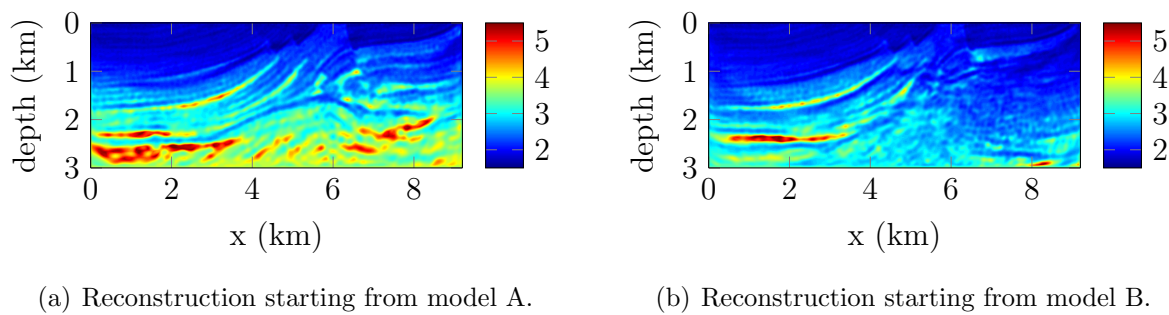 0
1
2
3
depth (km)
0 2 4 6 8
x (km)
5
4
3
2
(a) Reconstruction starting from model A.
0
1
2
3
depth (km)
0 2 4 6 8
x (km)
5
4
3
2
(b) Reconstruction starting from model B.